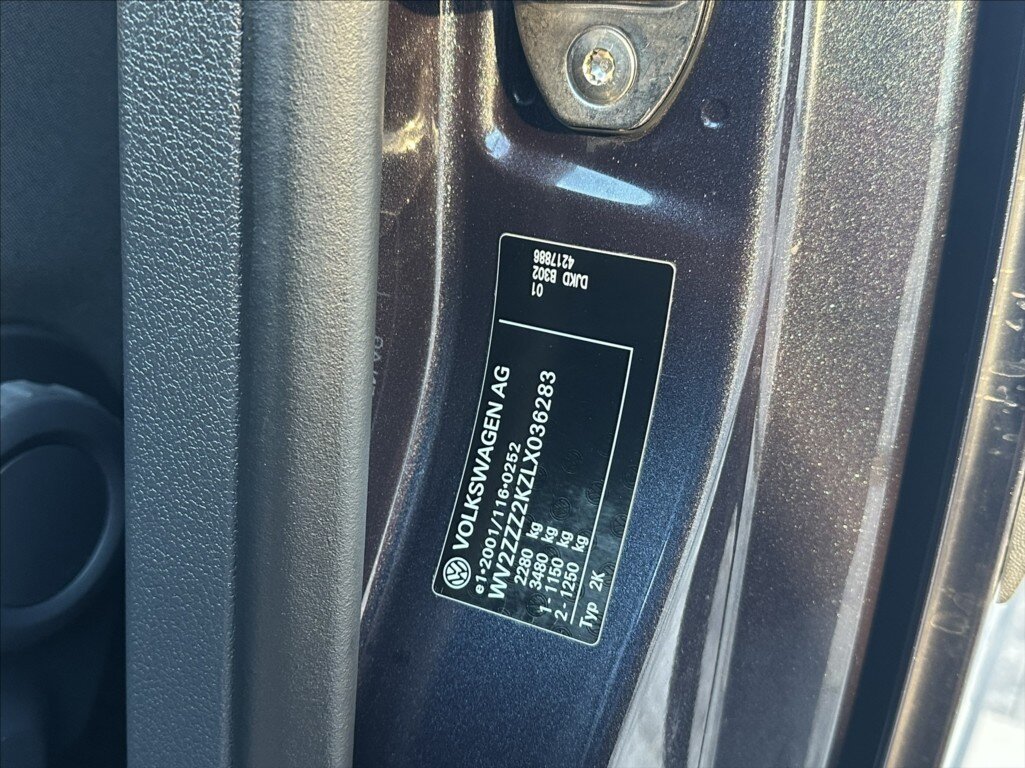 VOLKSWAGEN AG
e1*2001/116*0252
WV2ZZZ2KZLX036283
2280 kg
3480 kg
1- 1150 kg
2- 1250 kg
Typ 2K
01
DJKD B302
4217886